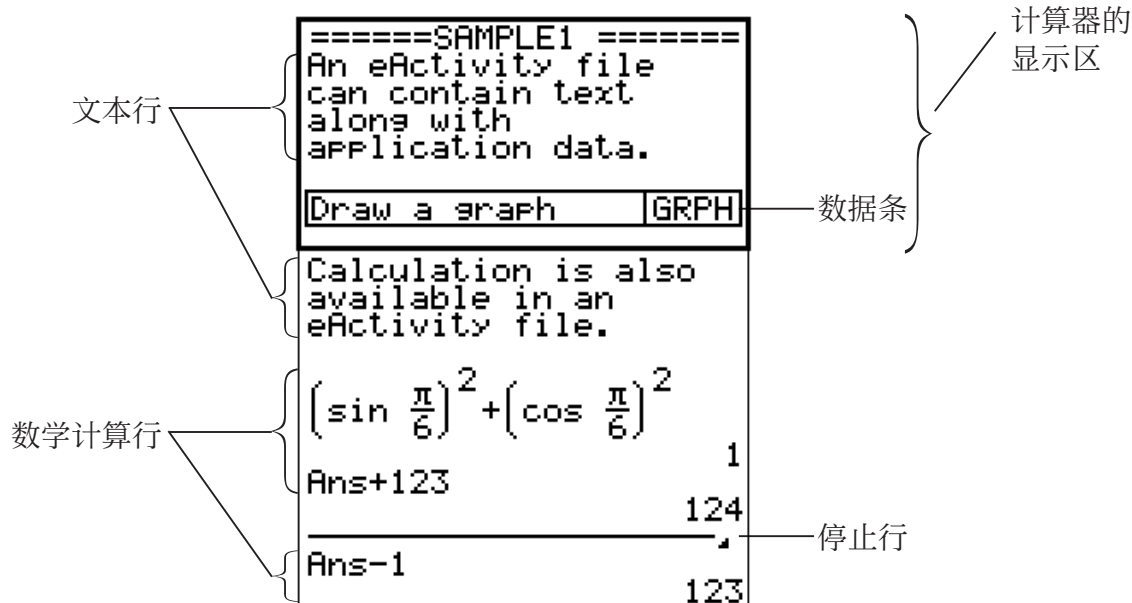 ======SAMPLE1 =======
An eActivity file
can contain text
along with
application data.
Draw a graph GRPH
Calculation is also
available in an
eActivity file.
(sin π/6)²+(cos π/6)²
1
Ans+123
124
Ans-1
123
文本行
数学计算行
计算器的
显示区
数据条
停止行